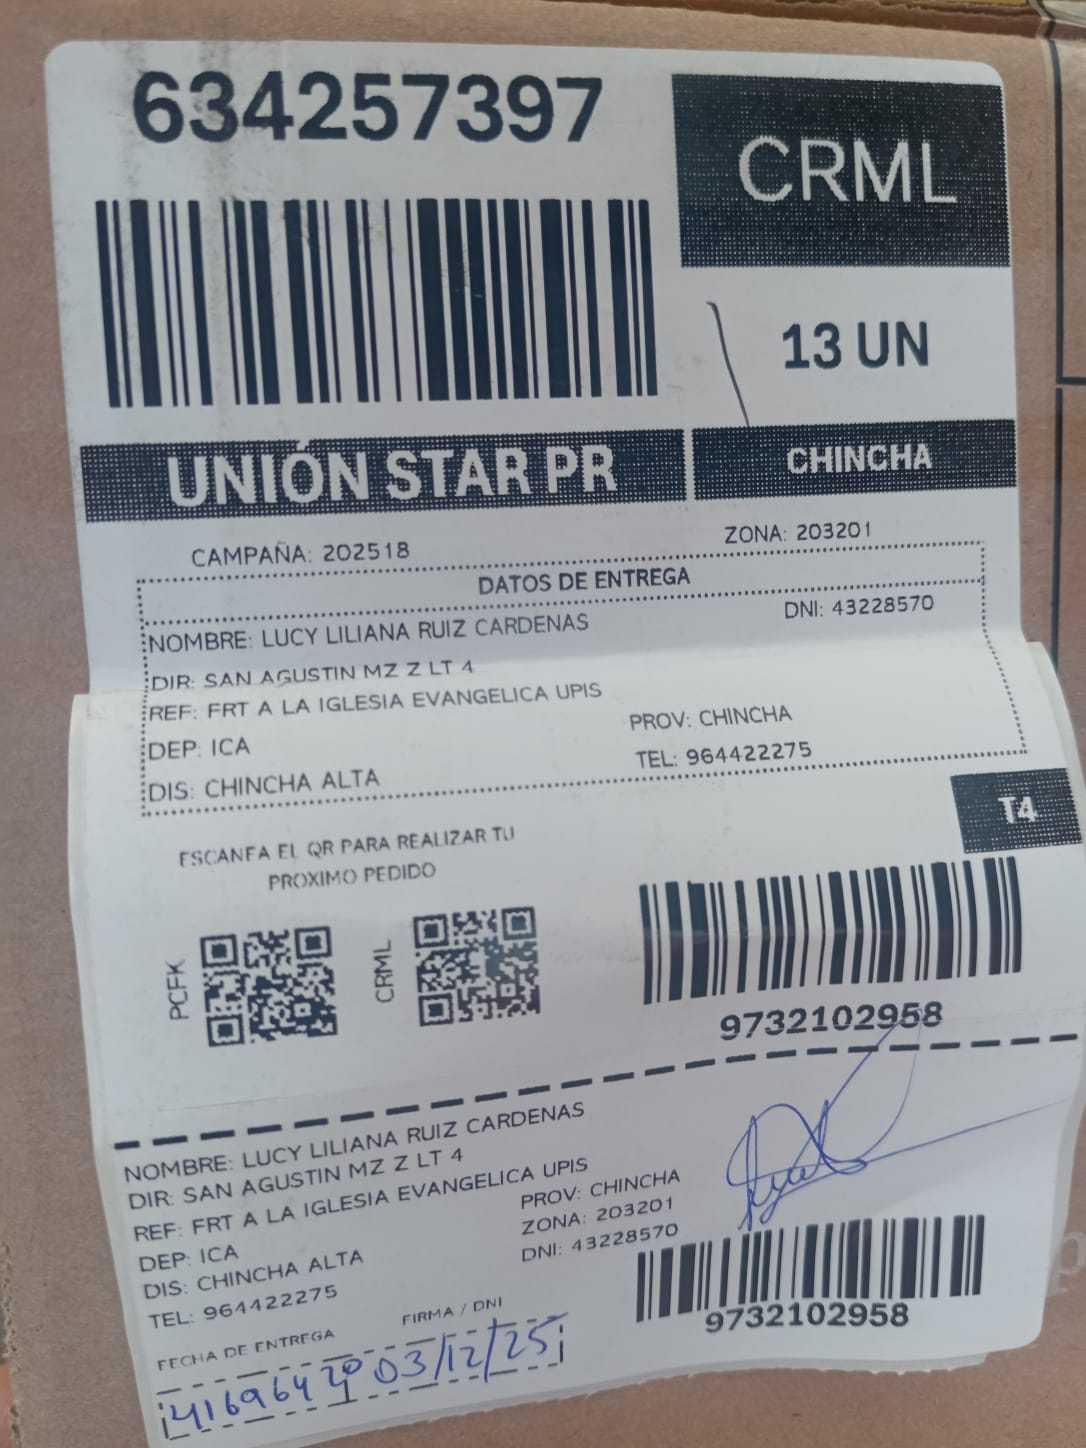 634257397
CRML
13 UN
UNIÓN STAR PR
CHINCHA
CAMPAÑA: 202518
ZONA: 203201
DATOS DE ENTREGA
NOMBRE: LUCY LILIANA RUIZ CARDENAS
DNI: 43228570
DIR: SAN AGUSTIN MZ Z LT 4
REF: FRT A LA IGLESIA EVANGELICA UPIS
DEP: ICA
PROV: CHINCHA
DIS: CHINCHA ALTA
TEL: 964422275
T4
ESCANEA EL QR PARA REALIZAR TU
PROXIMO PEDIDO
PCFK
CRML
9732102958
NOMBRE: LUCY LILIANA RUIZ CARDENAS
DIR: SAN AGUSTIN MZ Z LT 4
REF: FRT A LA IGLESIA EVANGELICA UPIS
DEP: ICA
PROV: CHINCHA
DIS: CHINCHA ALTA
ZONA: 203201
TEL: 964422275
DNI: 43228570
9732102958
FECHA DE ENTREGA
FIRMA / DNI
41696420 03/12/25